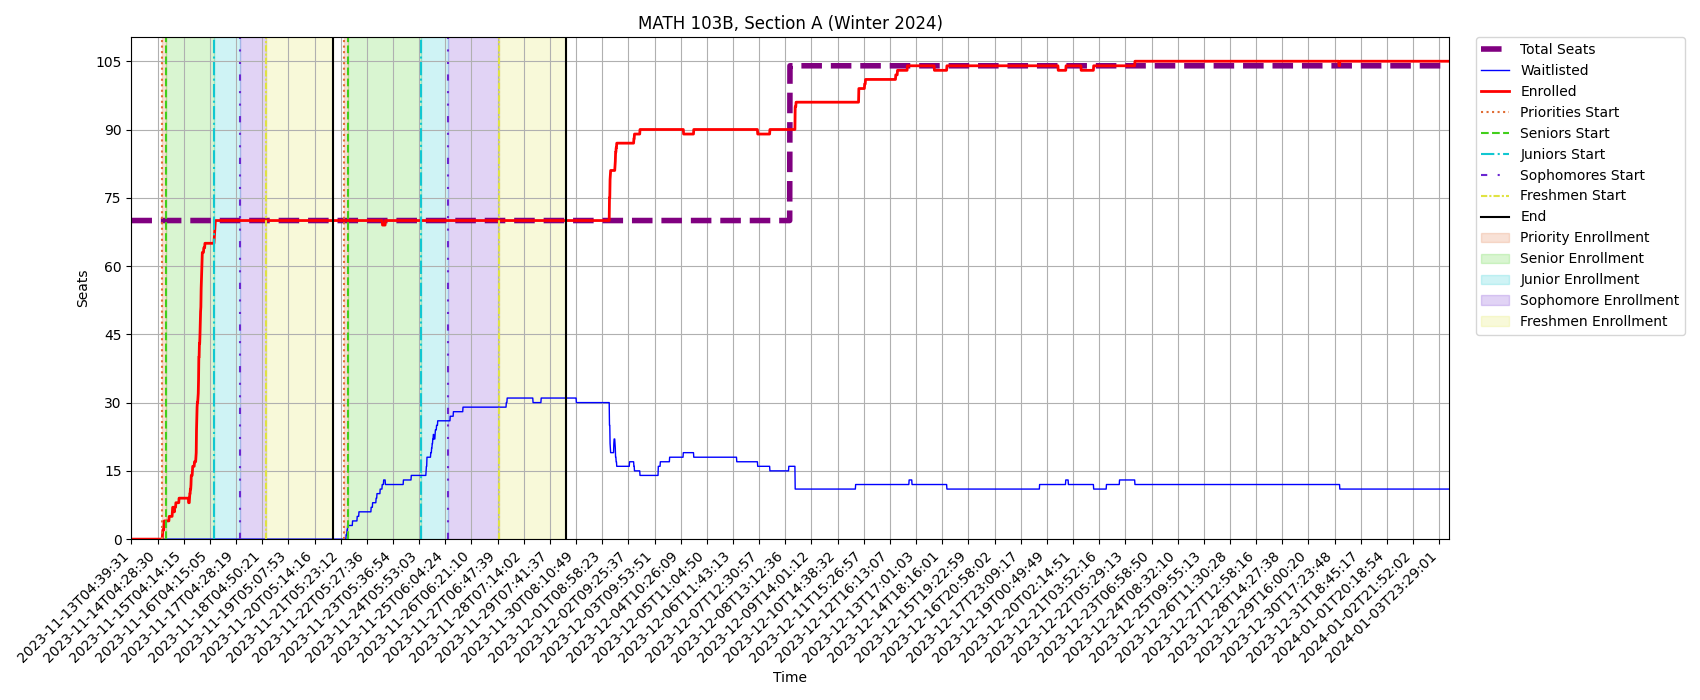 MATH 103B, Section A (Winter 2024)
Seats
105
90
75
60
45
30
15
0
2023-11-13T04:39:31
2023-11-14T04:28:30
2023-11-15T04:14:15
2023-11-16T04:15:05
2023-11-17T04:28:19
2023-11-18T04:50:21
2023-11-19T05:07:53
2023-11-20T05:14:16
2023-11-21T05:23:12
2023-11-22T05:27:36
2023-11-23T05:36:54
2023-11-24T05:53:03
2023-11-25T06:04:24
2023-11-26T06:21:10
2023-11-27T06:47:39
2023-11-28T07:14:02
2023-11-29T07:41:37
2023-11-30T08:10:49
2023-12-01T08:58:23
2023-12-02T09:25:37
2023-12-03T09:53:51
2023-12-04T10:26:09
2023-12-05T11:04:50
2023-12-06T11:43:13
2023-12-07T12:30:57
2023-12-08T13:12:36
2023-12-09T14:01:12
2023-12-10T14:38:32
2023-12-11T15:26:57
2023-12-12T16:13:07
2023-12-13T17:01:03
2023-12-14T18:16:01
2023-12-15T19:22:59
2023-12-16T20:58:02
2023-12-17T23:09:17
2023-12-19T00:49:49
2023-12-20T02:14:51
2023-12-21T03:52:16
2023-12-22T05:29:13
2023-12-23T06:58:50
2023-12-24T08:32:10
2023-12-25T09:55:13
2023-12-26T11:30:28
2023-12-27T12:58:16
2023-12-28T14:27:38
2023-12-29T16:00:20
2023-12-30T17:23:48
2023-12-31T18:45:17
2024-01-01T20:18:54
2024-01-02T21:52:02
2024-01-03T23:29:01
Time
Total Seats
Waitlisted
Enrolled
Priorities Start
Seniors Start
Juniors Start
Sophomores Start
Freshmen Start
End
Priority Enrollment
Senior Enrollment
Junior Enrollment
Sophomore Enrollment
Freshmen Enrollment